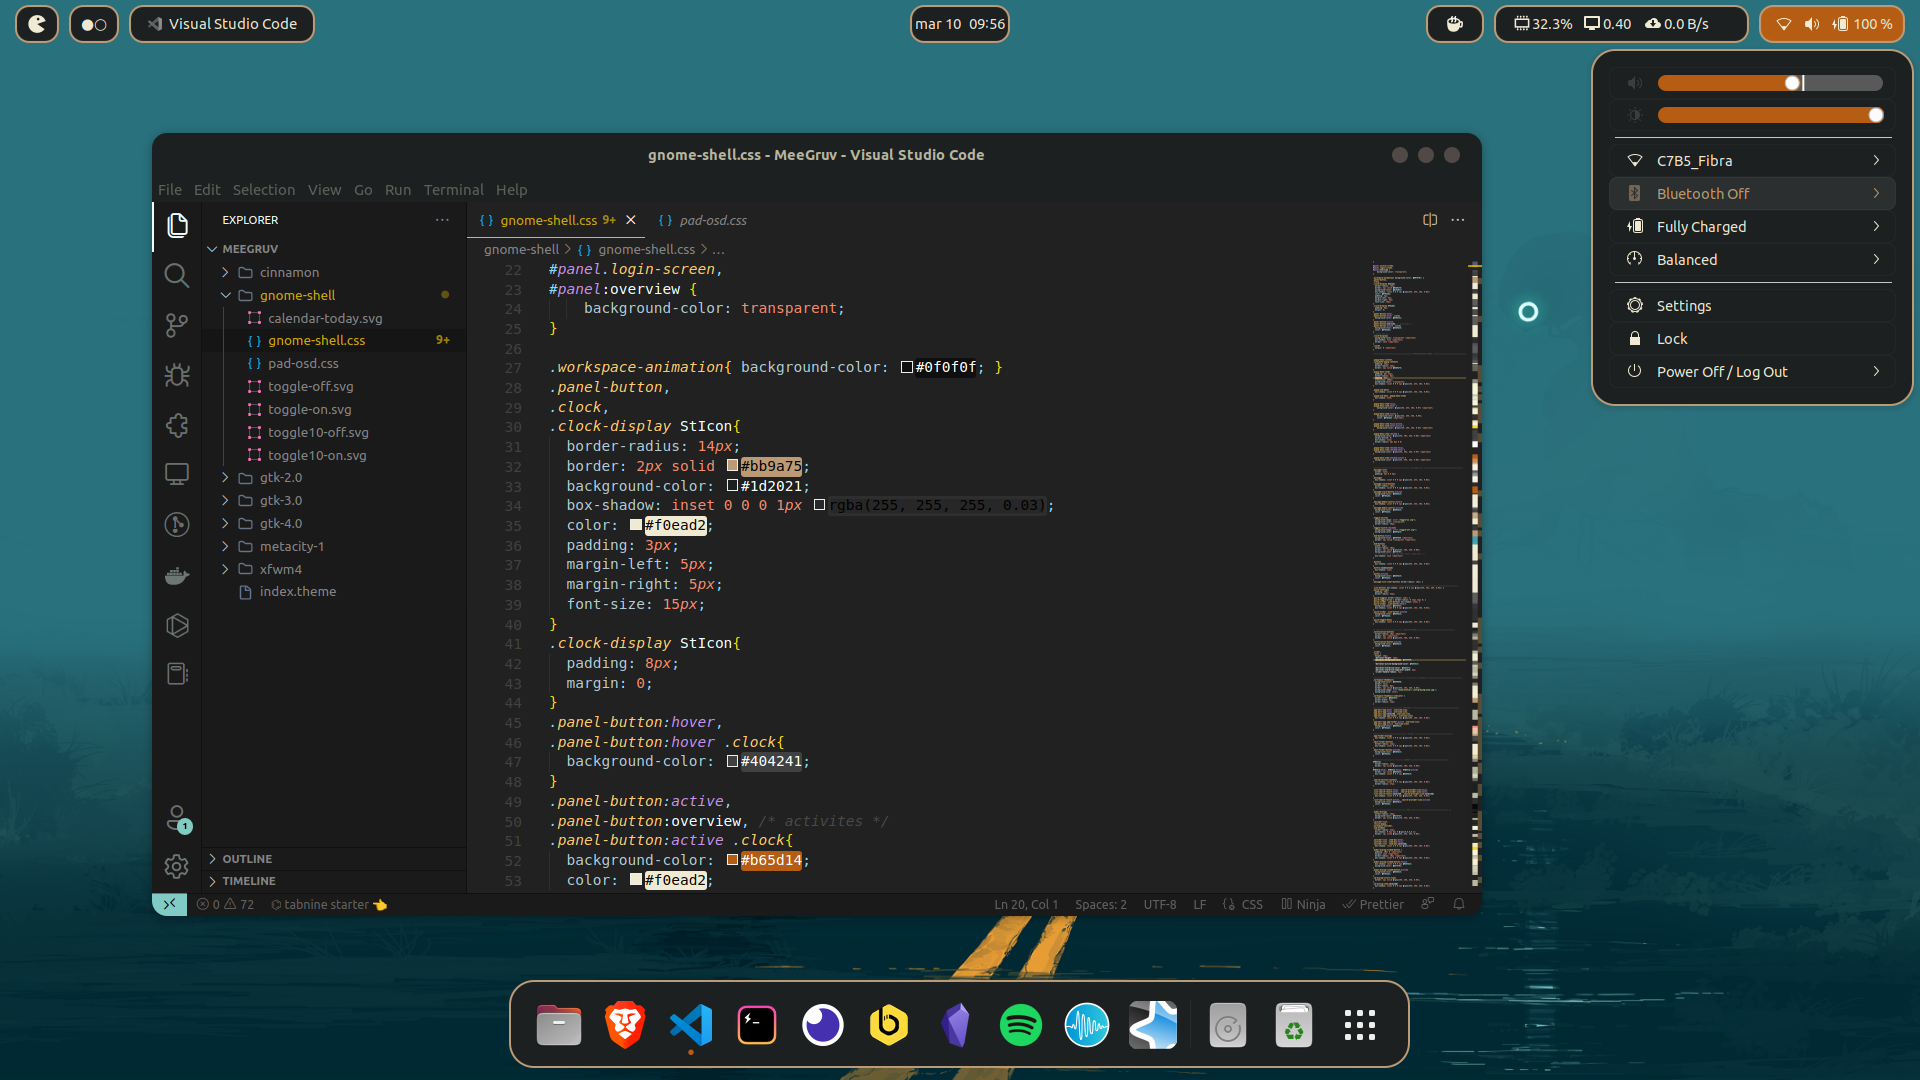 Visual Studio Code
mar 10 09:56
32.3% 0.40 0.0 B/s
100 %
C7B5_Fibra
Bluetooth Off
Fully Charged
Balanced
Settings
Lock
Power Off / Log Out
gnome-shell.css - MeeGruv - Visual Studio Code
File Edit Selection View Go Run Terminal Help
EXPLORER
MEEGRUV
cinnamon
gnome-shell
calendar-today.svg
gnome-shell.css 9+
pad-osd.css
toggle-off.svg
toggle-on.svg
toggle10-off.svg
toggle10-on.svg
gtk-2.0
gtk-3.0
gtk-4.0
metacity-1
xfwm4
index.theme
OUTLINE
TIMELINE
1
gnome-shell.css 9+ pad-osd.css
gnome-shell > gnome-shell.css > ...
22 #panel.login-screen,
23 #panel:overview {
24 background-color: transparent;
25 }
26
27 .workspace-animation{ background-color: #0f0f0f; }
28 .panel-button,
29 .clock,
30 .clock-display StIcon{
31 border-radius: 14px;
32 border: 2px solid #bb9a75;
33 background-color: #1d2021;
34 box-shadow: inset 0 0 0 1px rgba(255, 255, 255, 0.03);
35 color: #f0ead2;
36 padding: 3px;
37 margin-left: 5px;
38 margin-right: 5px;
39 font-size: 15px;
40 }
41 .clock-display StIcon{
42 padding: 8px;
43 margin: 0;
44 }
45 .panel-button:hover,
46 .panel-button:hover .clock{
47 background-color: #404241;
48 }
49 .panel-button:active,
50 .panel-button:overview, /* activites */
51 .panel-button:active .clock{
52 background-color: #b65d14;
53 color: #f0ead2;
0 72 tabnine starter
Ln 20, Col 1 Spaces: 2 UTF-8 LF CSS Ninja Prettier